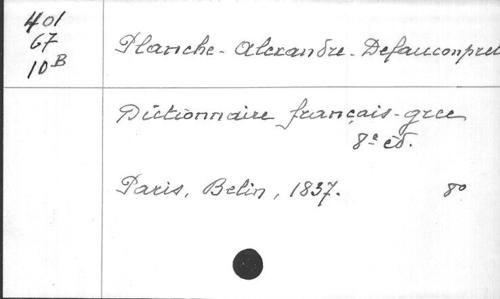 401
67
10B
Planche-Alexandre-Defauconpret
Dictionnaire français-grec
8e éd.
Paris, Belin, 1837. 8o